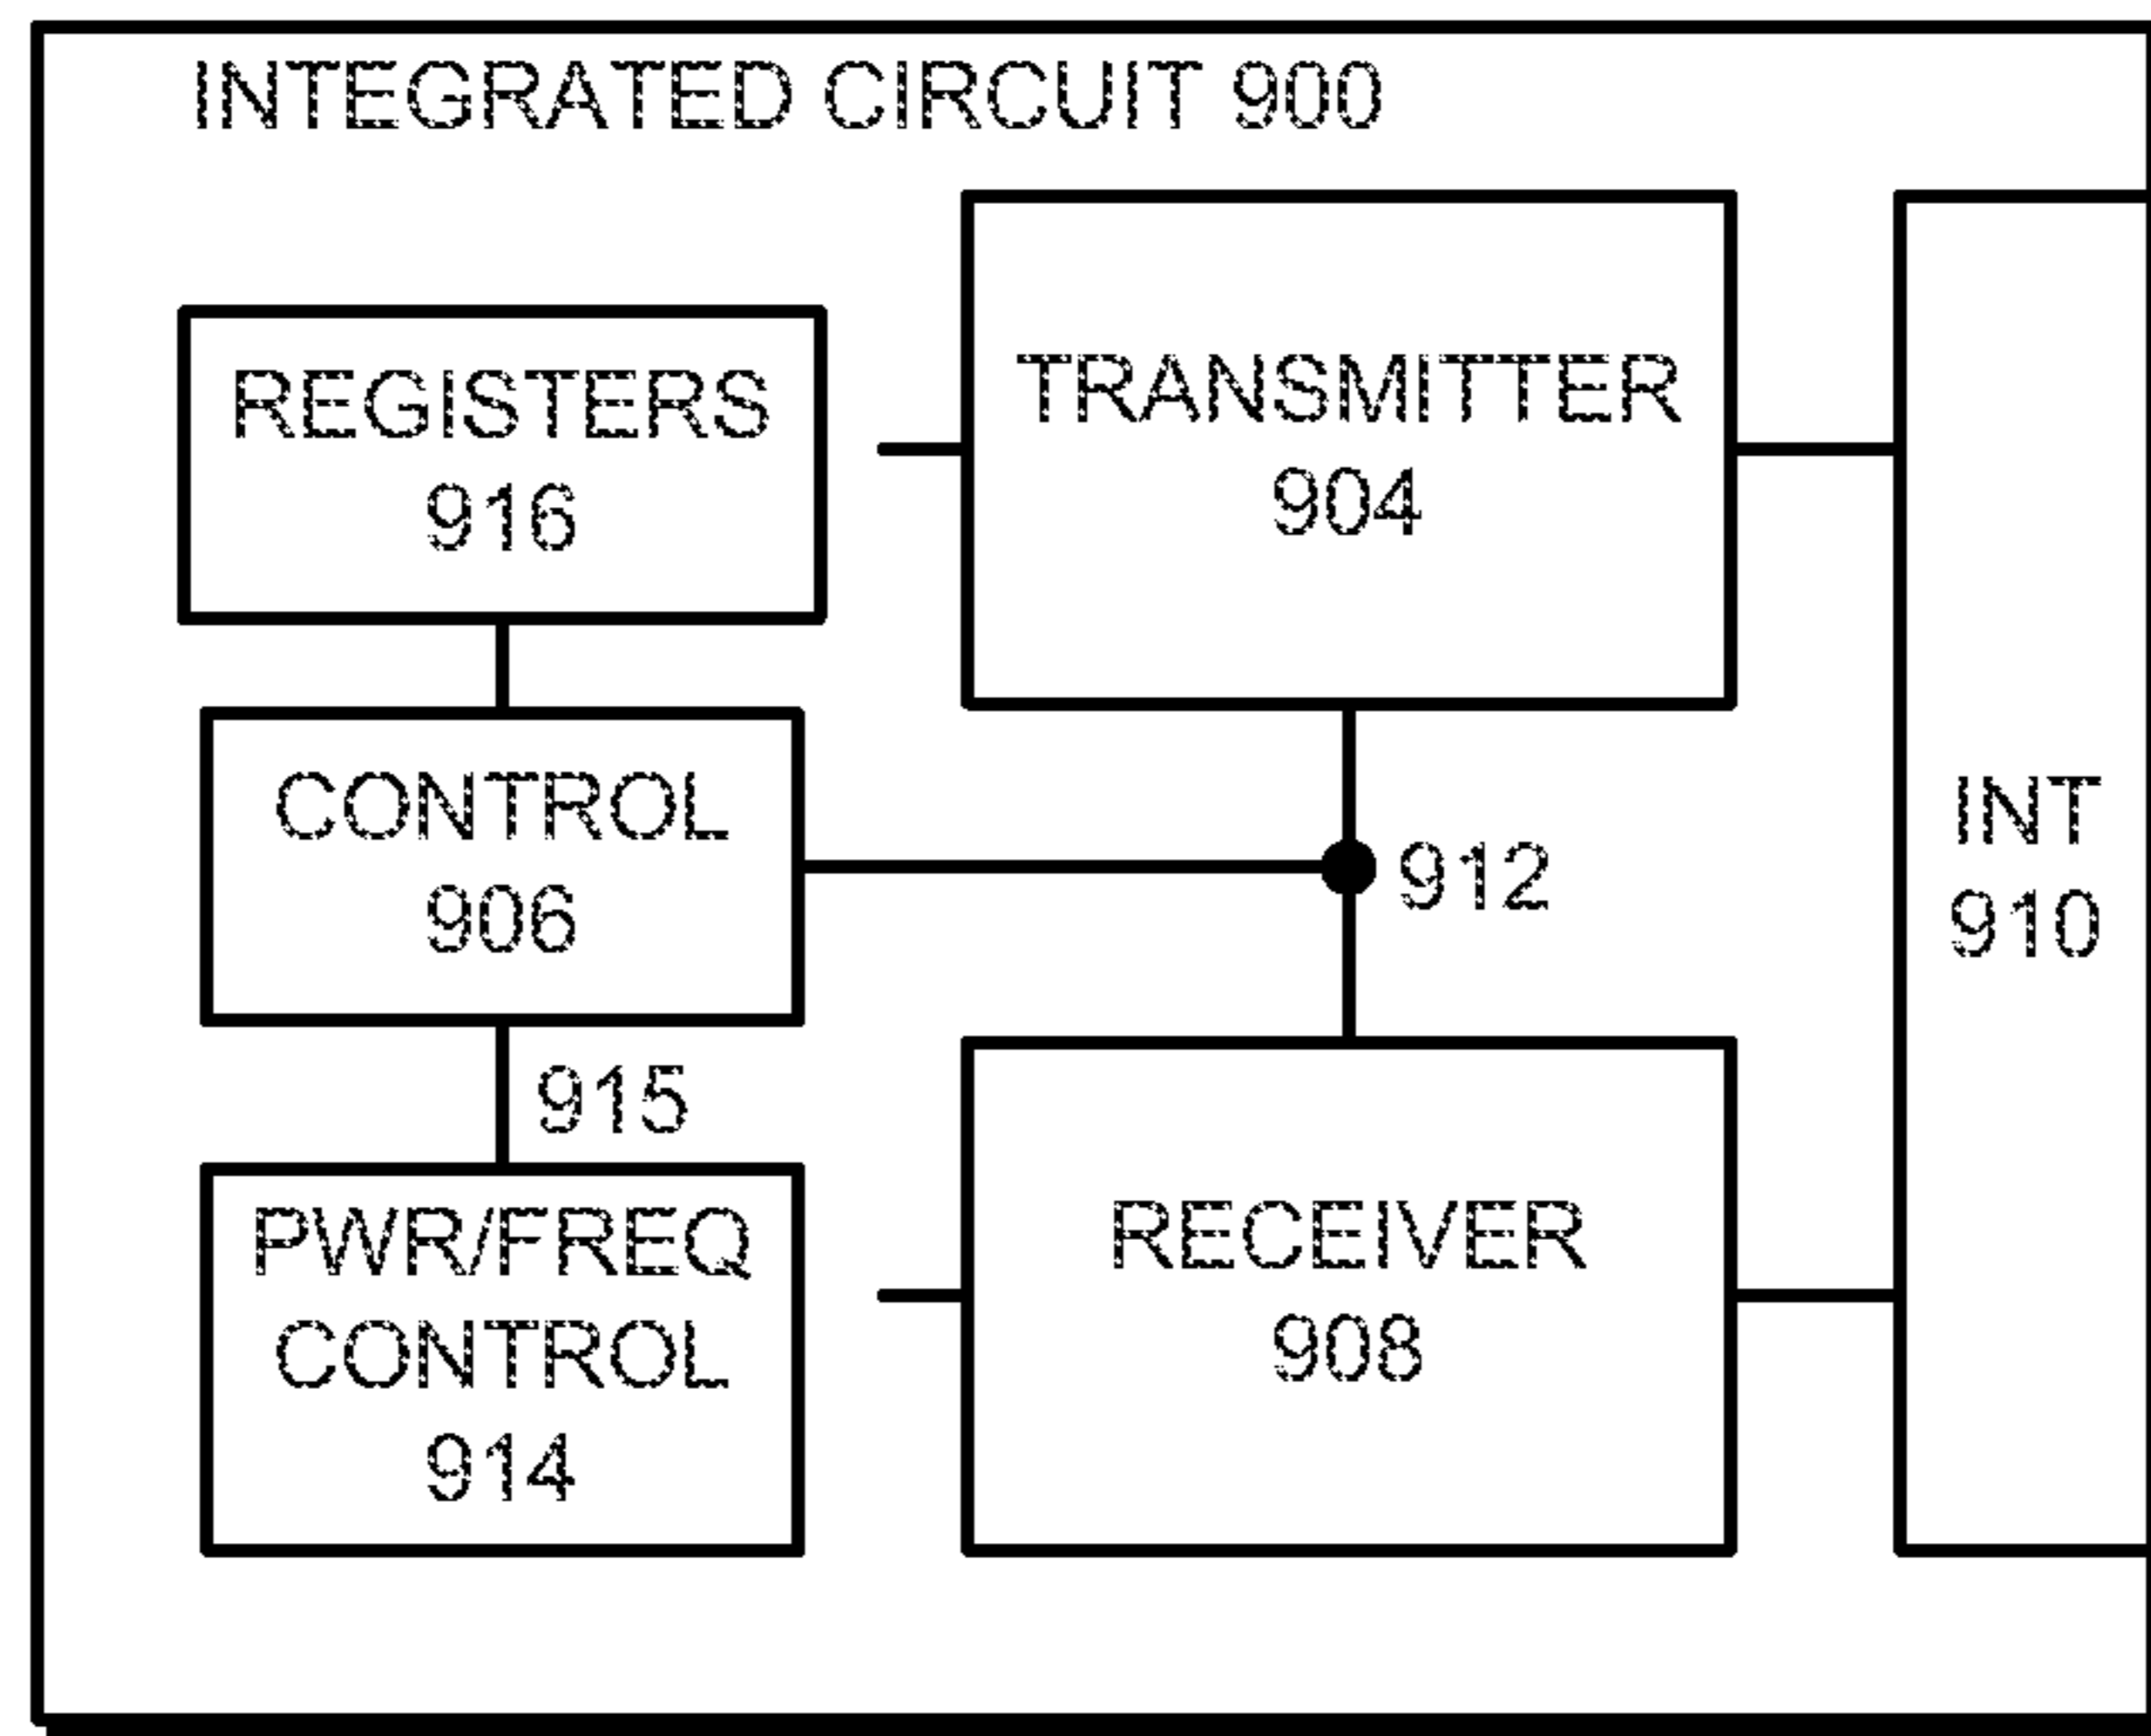 INTEGRATED CIRCUIT 900
REGISTERS
916
TRANSMITTER
904
CONTROL
906
912
INT
910
915
PWR/FREQ
CONTROL
914
RECEIVER
908